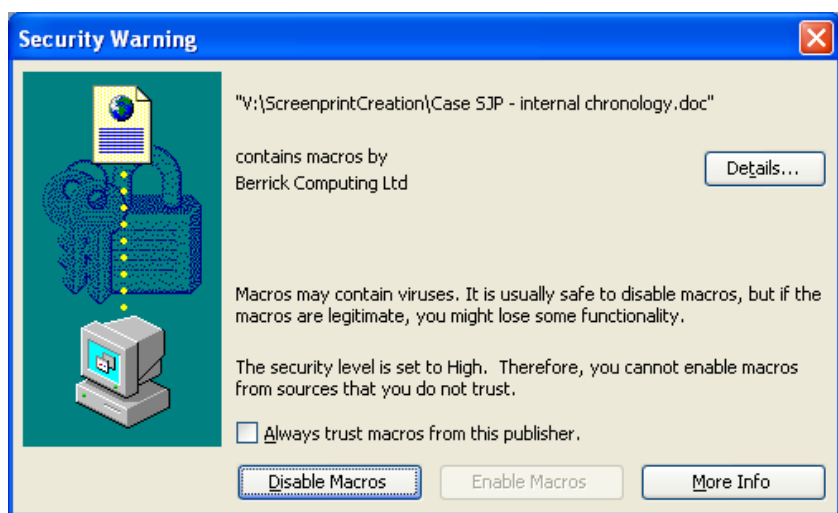 Security Warning
"V:\ScreenprintCreation\Case SJP - internal chronology.doc"
contains macros by
Berrick Computing Ltd
Details...
Macros may contain viruses. It is usually safe to disable macros, but if the
macros are legitimate, you might lose some functionality.
The security level is set to High.  Therefore, you cannot enable macros
from sources that you do not trust.
Always trust macros from this publisher.
Disable Macros
Enable Macros
More Info